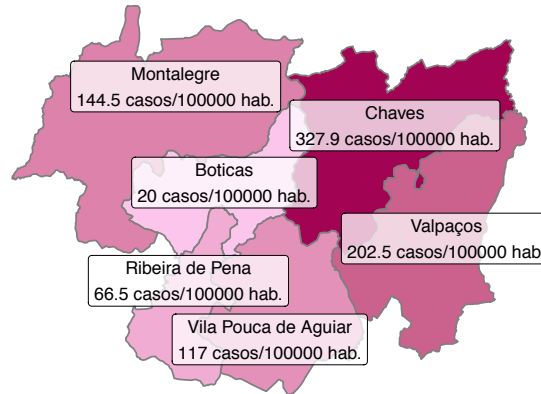 Montalegre
144.5 casos/100000 hab.
Chaves
327.9 casos/100000 hab.
Boticas
20 casos/100000 hab.
Valpaços
202.5 casos/100000 hab
Ribeira de Pena
66.5 casos/100000 hab.
Vila Pouca de Aguiar
117 casos/100000 hab.